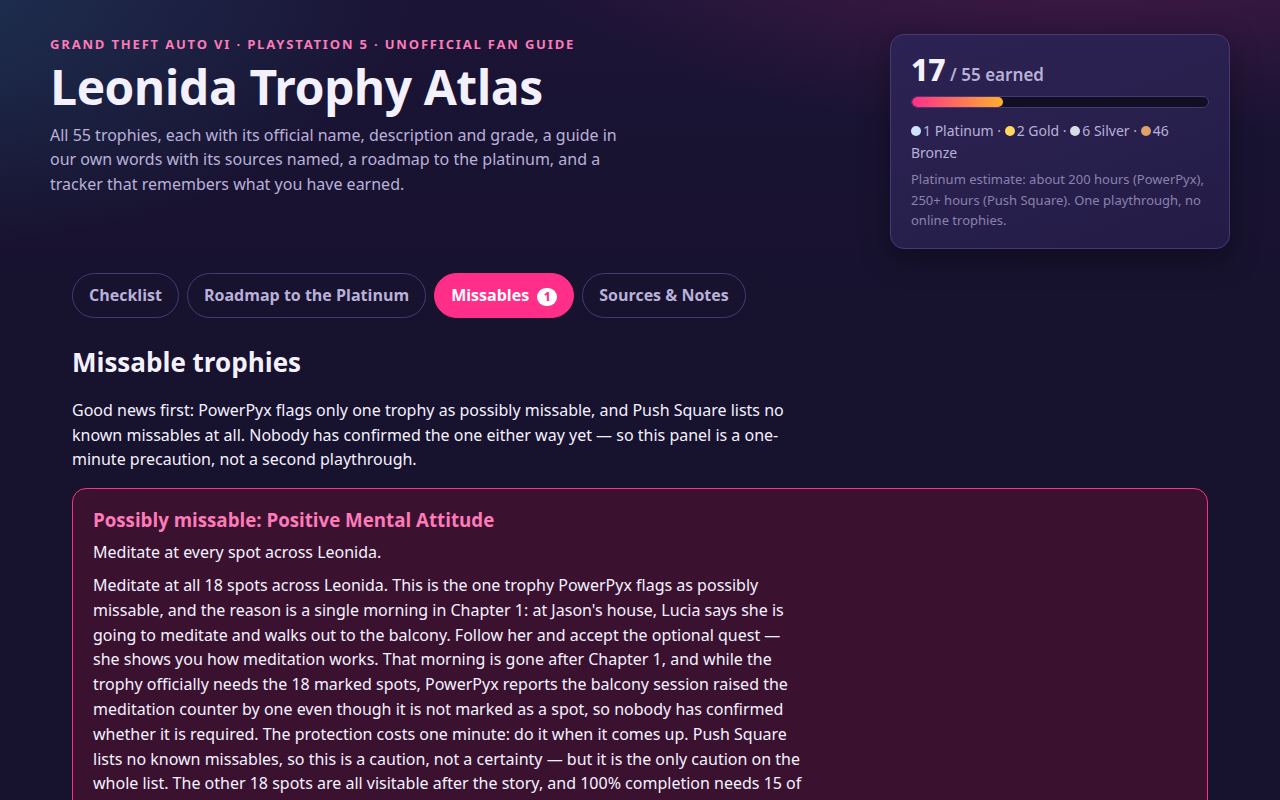 GRAND THEFT AUTO VI · PLAYSTATION 5 · UNOFFICIAL FAN GUIDE
Leonida Trophy Atlas
All 55 trophies, each with its official name, description and grade, a guide in
our own words with its sources named, a roadmap to the platinum, and a
tracker that remembers what you have earned.
17 / 55 earned
1 Platinum · 2 Gold · 6 Silver · 46
Bronze
Platinum estimate: about 200 hours (PowerPyx),
250+ hours (Push Square). One playthrough, no
online trophies.
Checklist
Roadmap to the Platinum
Missables 1
Sources & Notes
Missable trophies
Good news first: PowerPyx flags only one trophy as possibly missable, and Push Square lists no
known missables at all. Nobody has confirmed the one either way yet — so this panel is a one-
minute precaution, not a second playthrough.
Possibly missable: Positive Mental Attitude
Meditate at every spot across Leonida.
Meditate at all 18 spots across Leonida. This is the one trophy PowerPyx flags as possibly
missable, and the reason is a single morning in Chapter 1: at Jason's house, Lucia says she is
going to meditate and walks out to the balcony. Follow her and accept the optional quest —
she shows you how meditation works. That morning is gone after Chapter 1, and while the
trophy officially needs the 18 marked spots, PowerPyx reports the balcony session raised the
meditation counter by one even though it is not marked as a spot, so nobody has confirmed
whether it is required. The protection costs one minute: do it when it comes up. Push Square
lists no known missables, so this is a caution, not a certainty — but it is the only caution on the
whole list. The other 18 spots are all visitable after the story, and 100% completion needs 15 of